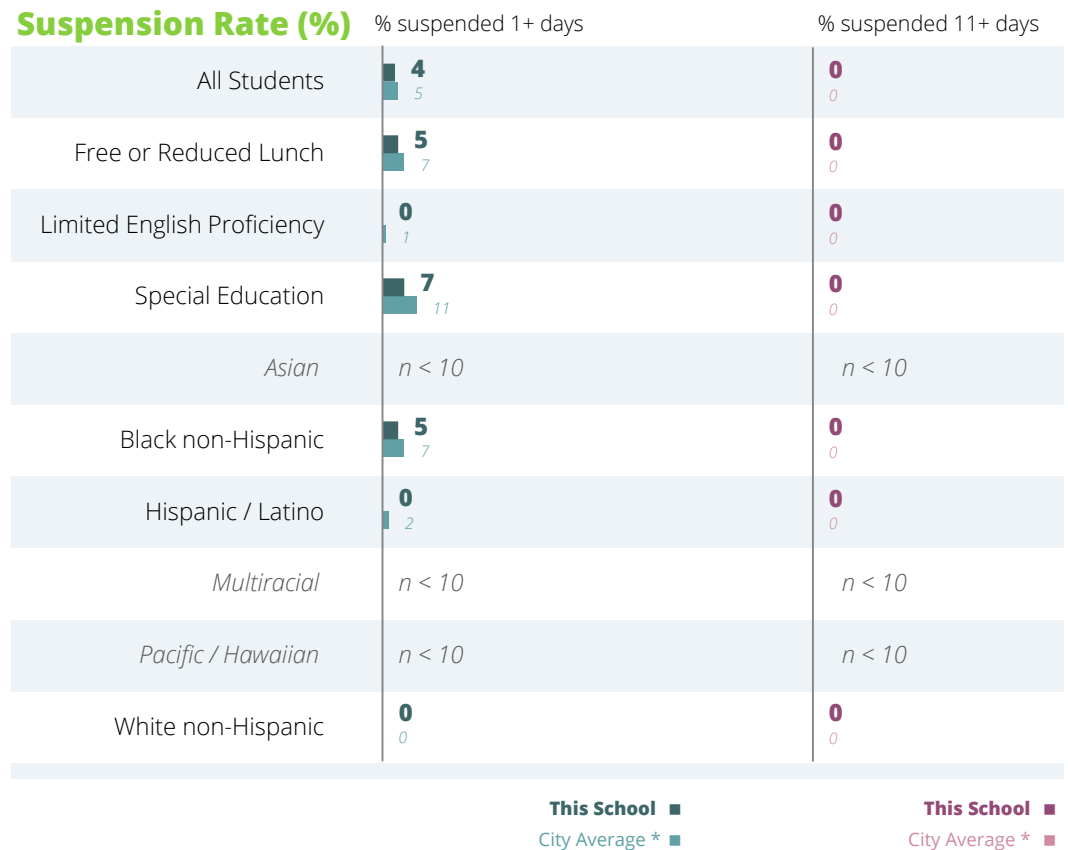 Suspension Rate (%) % suspended 1+ days % suspended 11+ days
All Students 4 0
5 0
Free or Reduced Lunch 5 0
7 0
Limited English Proficiency 0 0
1 0
Special Education 7 0
11 0
Asian n < 10 n < 10
Black non-Hispanic 5 0
7 0
Hispanic / Latino 0 0
2 0
Multiracial n < 10 n < 10
Pacific / Hawaiian n < 10 n < 10
White non-Hispanic 0 0
0 0
This School This School
City Average * City Average *